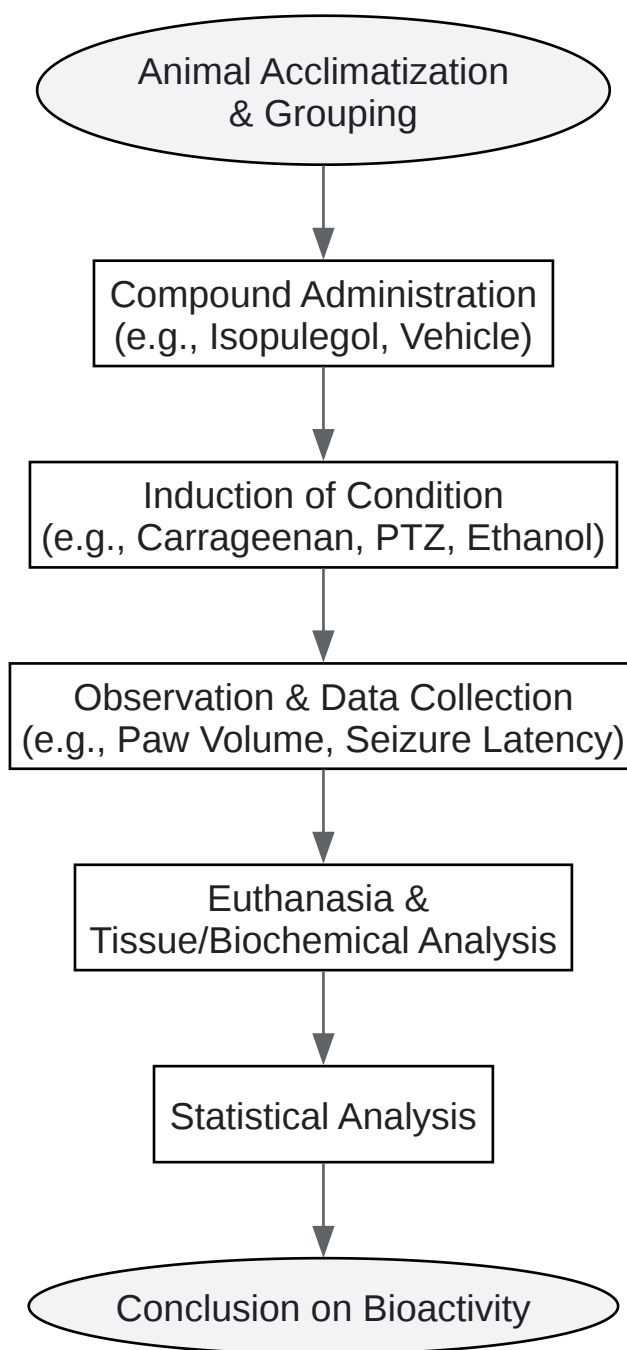 Animal Acclimatization
& Grouping
Compound Administration
(e.g., Isopulegol, Vehicle)
Induction of Condition
(e.g., Carrageenan, PTZ, Ethanol)
Observation & Data Collection
(e.g., Paw Volume, Seizure Latency)
Euthanasia &
Tissue/Biochemical Analysis
Statistical Analysis
Conclusion on Bioactivity